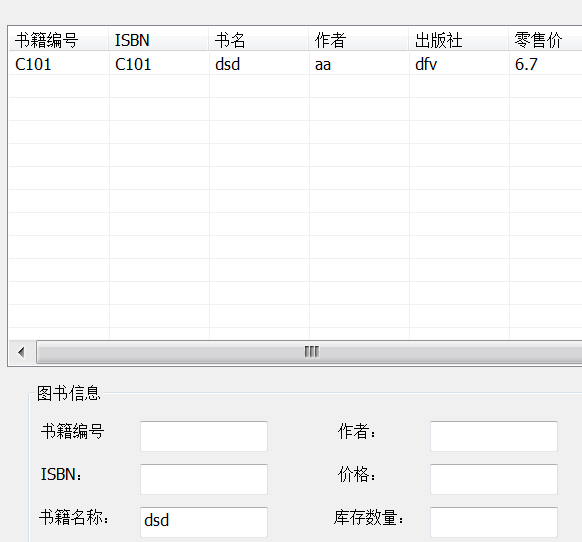 书籍编号 ISBN 书名 作者 出版社 零售价
C101 C101 dsd aa dfv 6.7
图书信息
书籍编号 作者：
ISBN： 价格：
书籍名称： dsd 库存数量：